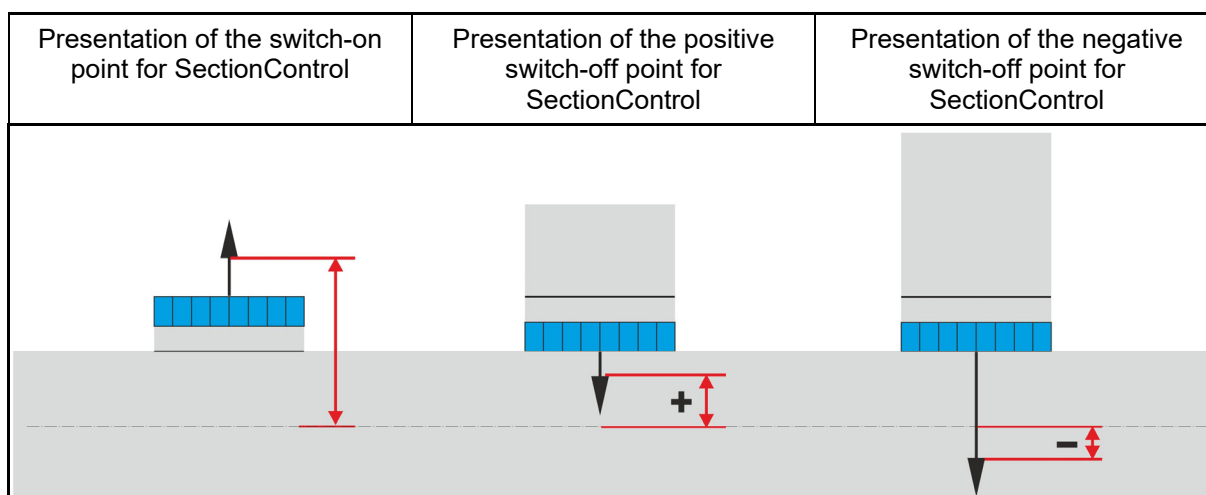 Presentation of the switch-on
point for SectionControl
Presentation of the positive
switch-off point for
SectionControl
Presentation of the negative
switch-off point for
SectionControl
+
–